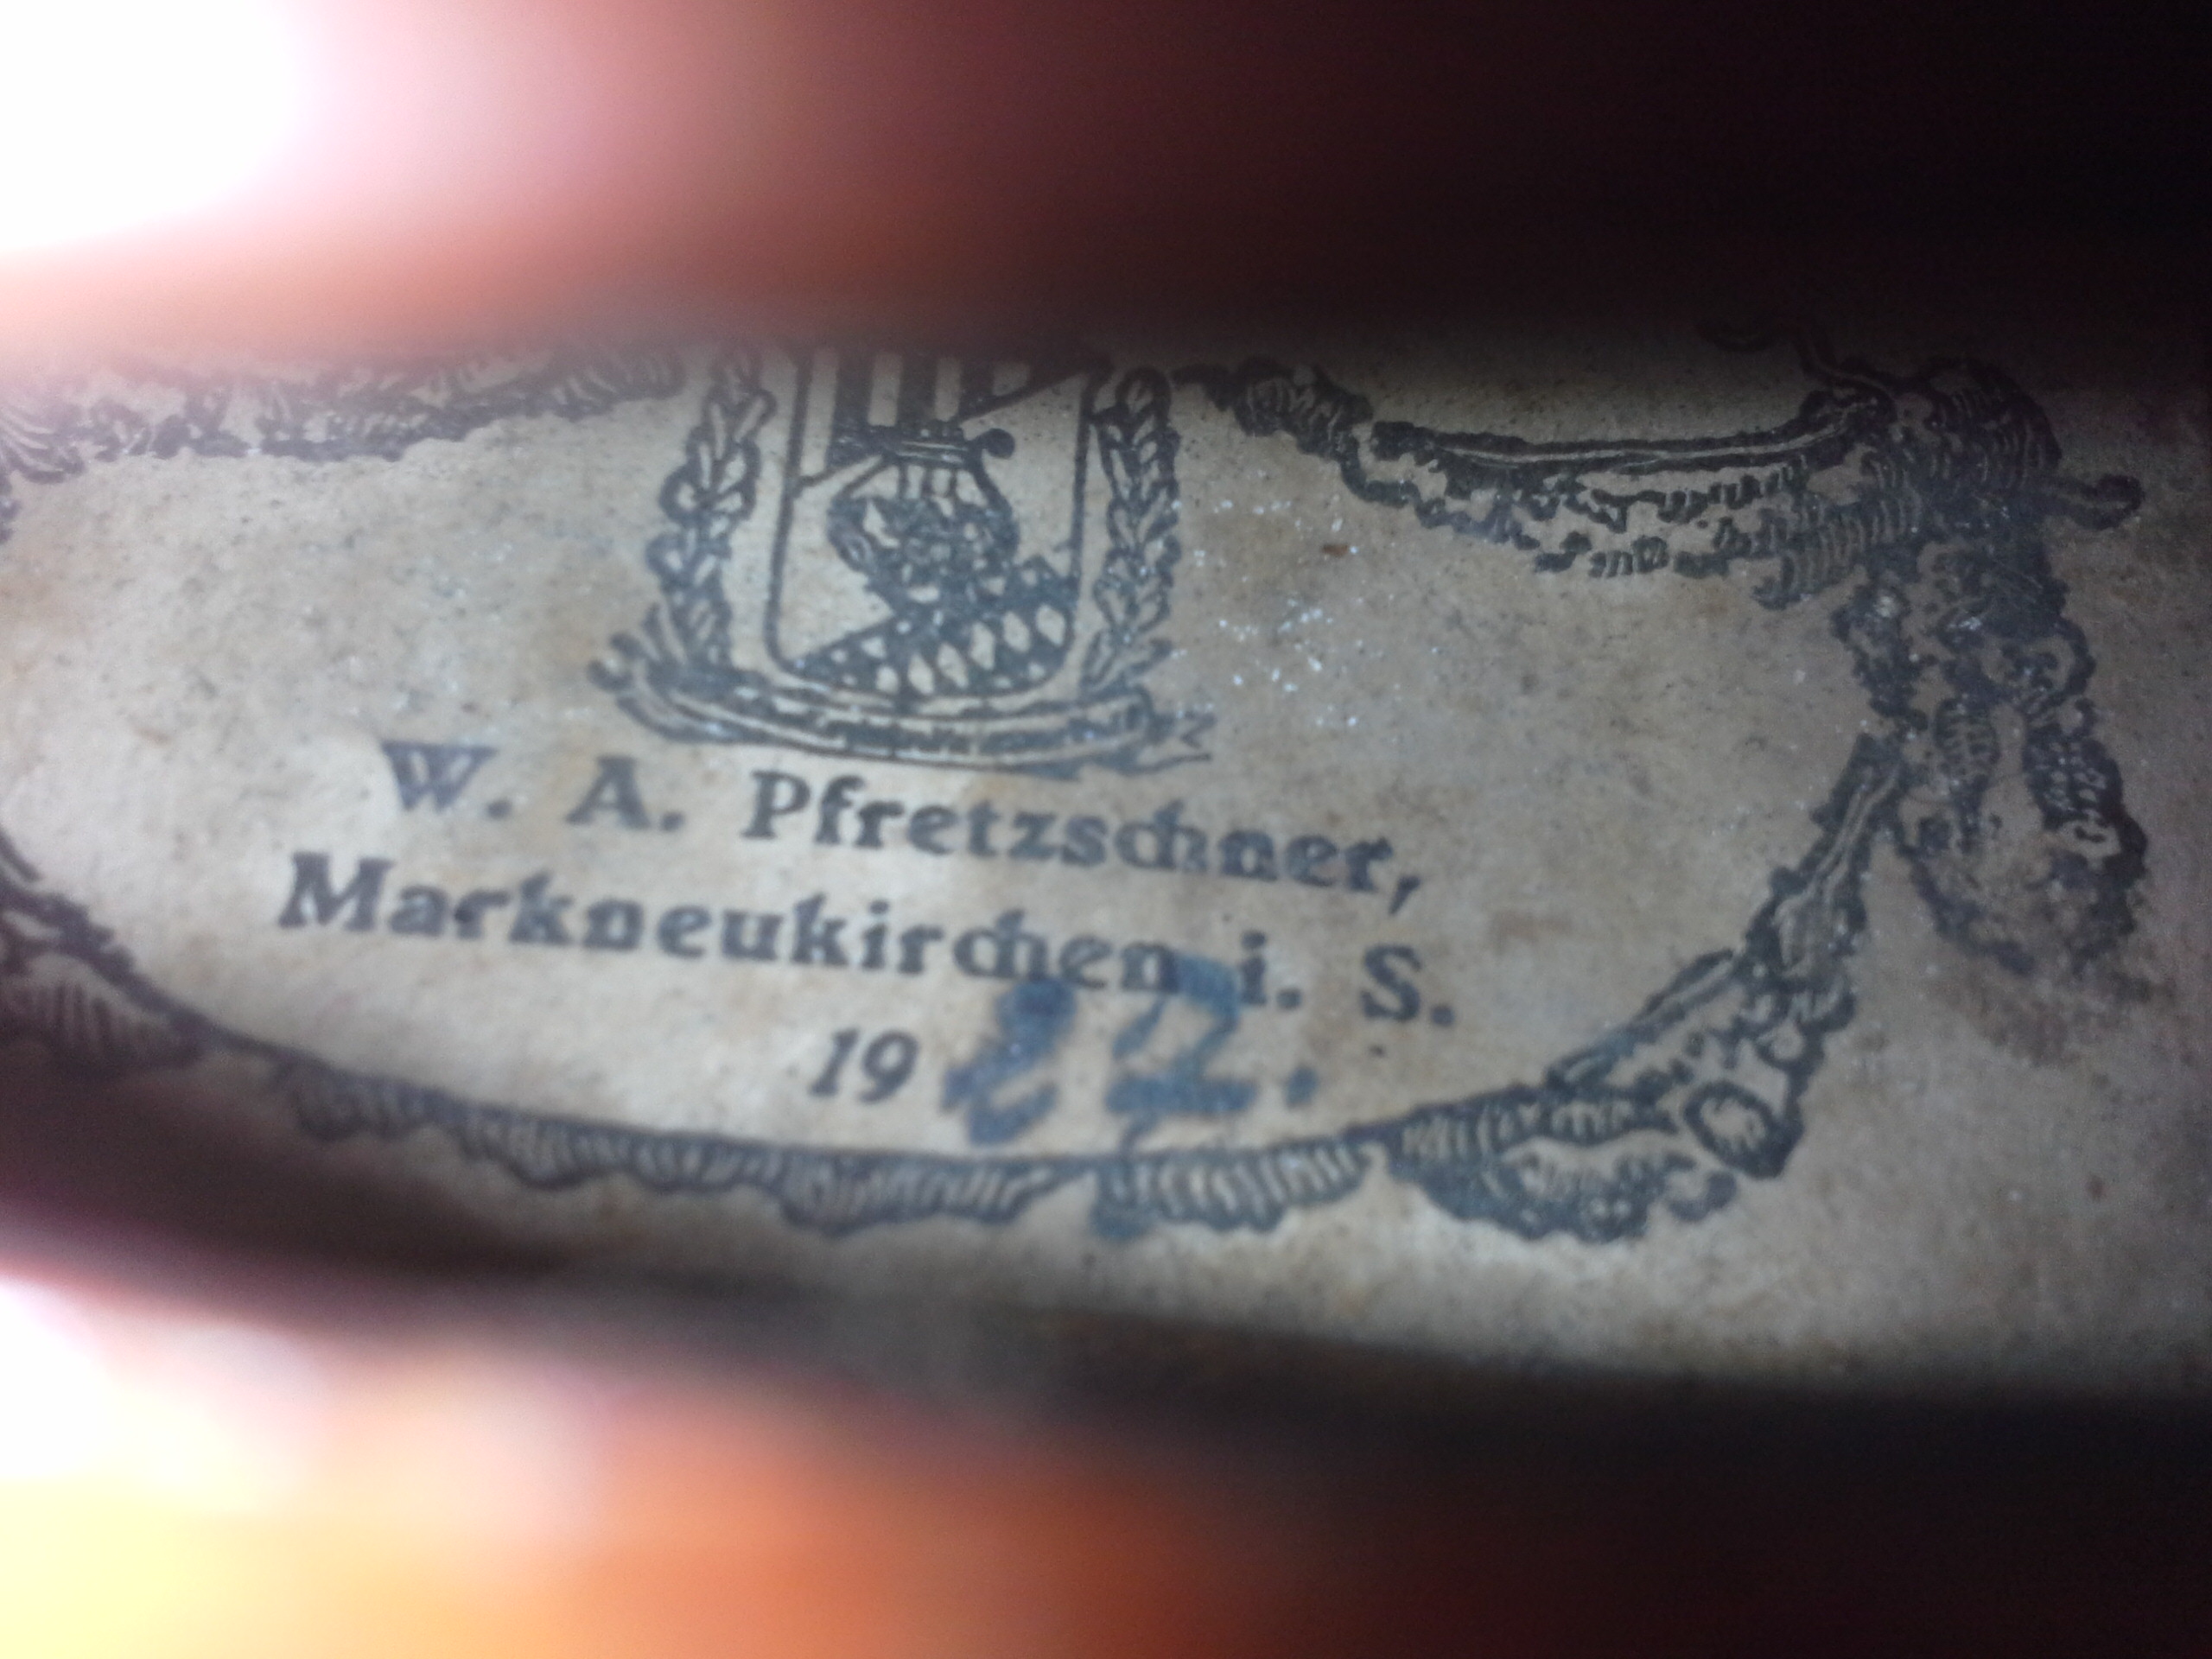 W. A. Pfretzschner,
Markneukirchen i. S.
1922.